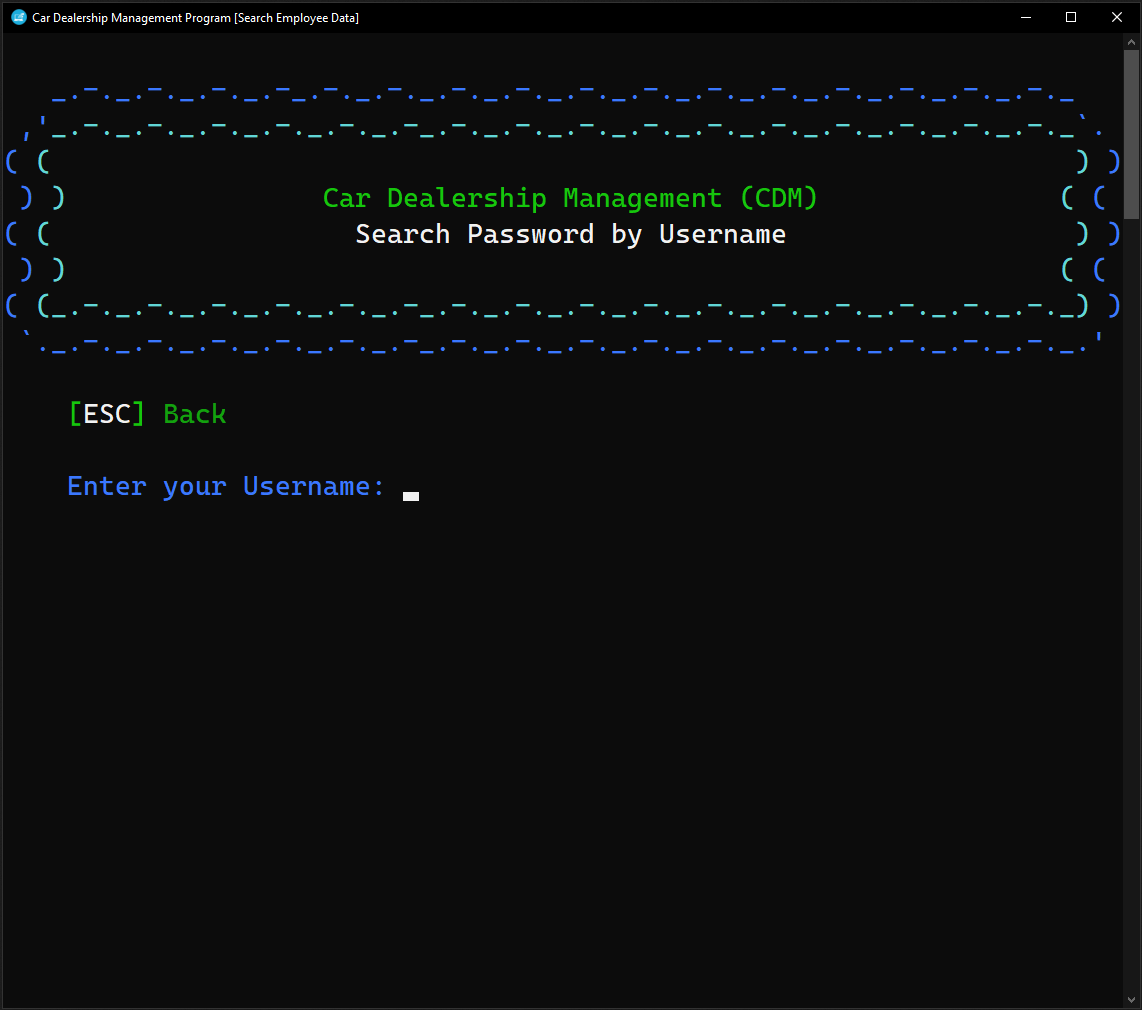 Car Dealership Management Program [Search Employee Data]
Car Dealership Management (CDM)
Search Password by Username
[ESC] Back
Enter your Username: